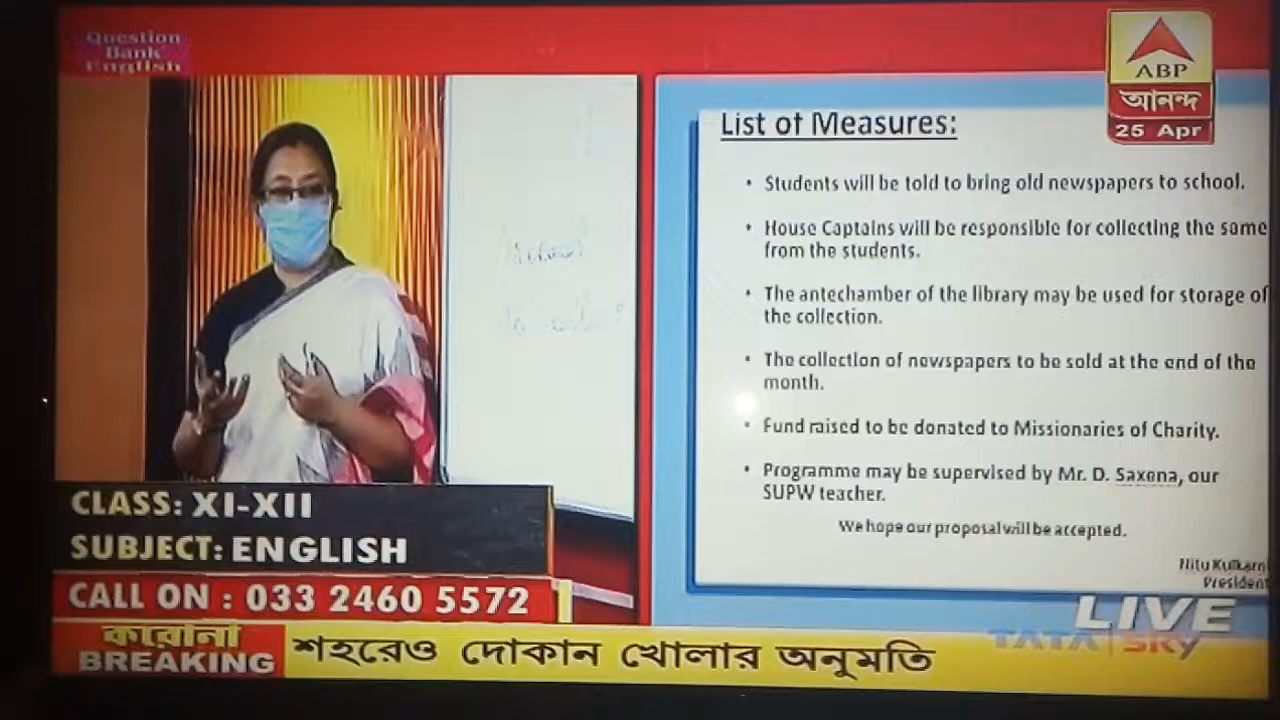 Question
Bank
English
ABP
আনন্দ
25 Apr
List of Measures:
• Students will be told to bring old newspapers to school.
• House Captains will be responsible for collecting the same
from the students.
• The antechamber of the library may be used for storage of
the collection.
• The collection of newspapers to be sold at the end of the
month.
• Fund raised to be donated to Missionaries of Charity.
• Programme may be supervised by Mr. D. Saxena, our
SUPW teacher.
We hope our proposal will be accepted.
Nitu Kulkarni
President
CLASS: XI-XII
SUBJECT: ENGLISH
CALL ON : 033 2460 5572
LIVE
TATA SKY
করোনা
BREAKING
শহরেও দোকান খোলার অনুমতি